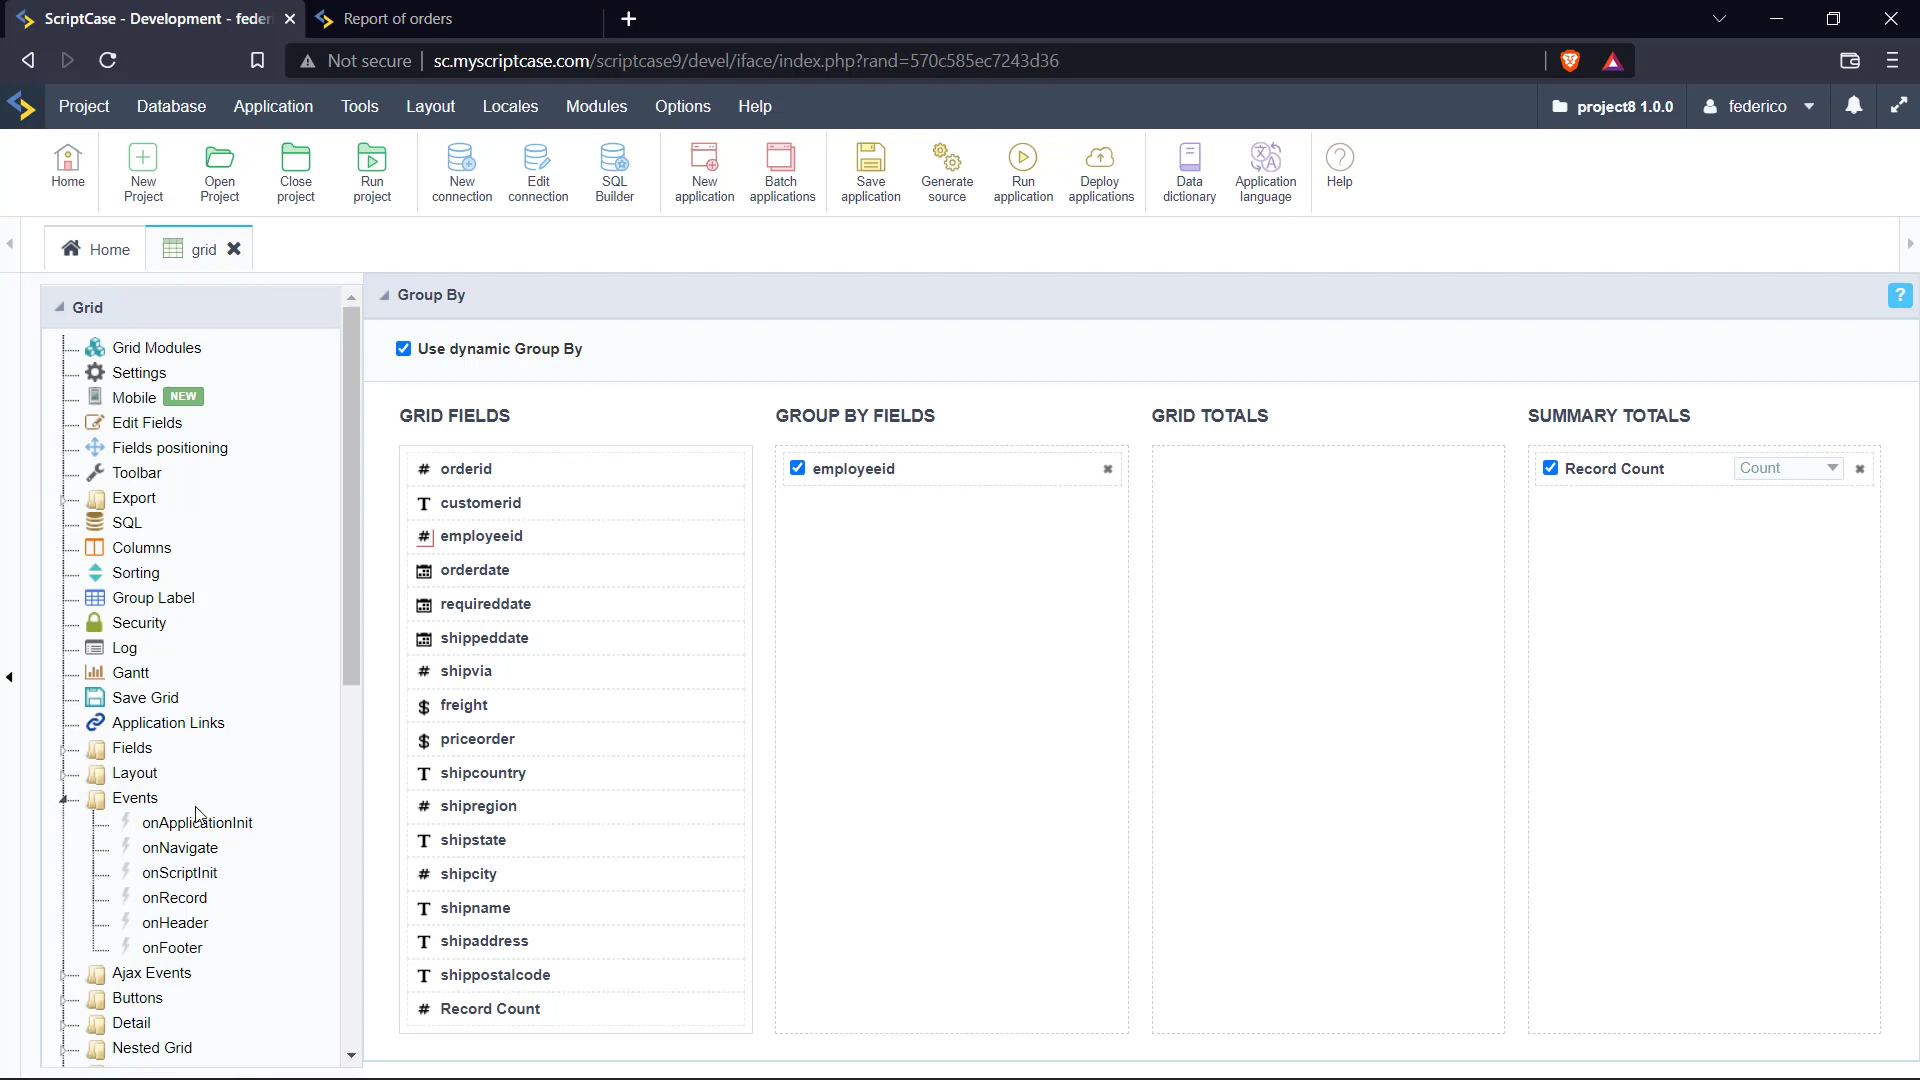 ScriptCase - Development - feder
Report of orders
Not secure
sc.myscriptcase.com/scriptcase9/devel/iface/index.php?rand=570c585ec7243d36
Project Database Application Tools Layout Locales Modules Options Help
project8 1.0.0
federico
Home
New Project
Open Project
Close project
Run project
New connection
Edit connection
SQL Builder
New application
Batch applications
Save application
Generate source
Run application
Deploy applications
Data dictionary
Application language
Help
Home
grid
Grid
Grid Modules
Settings
Mobile NEW
Edit Fields
Fields positioning
Toolbar
Export
SQL
Columns
Sorting
Group Label
Security
Log
Gantt
Save Grid
Application Links
Fields
Layout
Events
onApplicationInit
onNavigate
onScriptInit
onRecord
onHeader
onFooter
Ajax Events
Buttons
Detail
Nested Grid
Group By
?
Use dynamic Group By
GRID FIELDS
# orderid
T customerid
# employeeid
orderdate
requireddate
shippeddate
# shipvia
$ freight
$ priceorder
T shipcountry
# shipregion
T shipstate
# shipcity
T shipname
T shipaddress
T shippostalcode
# Record Count
GROUP BY FIELDS
employeeid
GRID TOTALS
SUMMARY TOTALS
Record Count Count